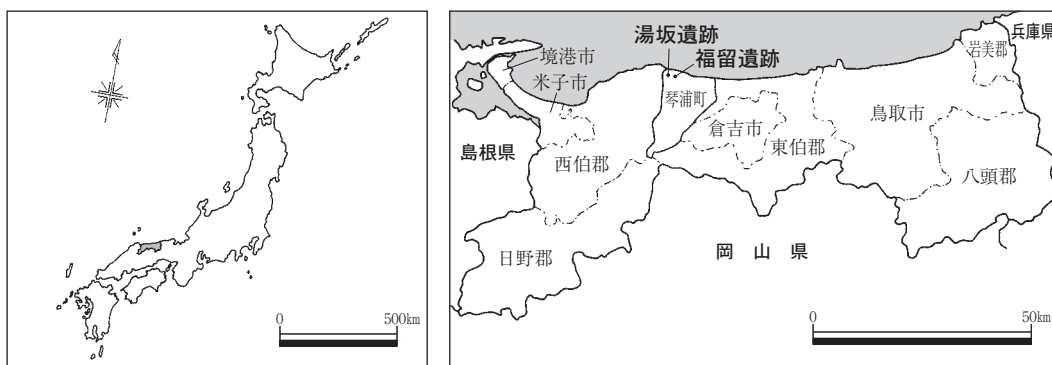 0
500km
湯坂遺跡
福留遺跡
兵庫県
岩美郡
境港市
米子市
琴浦町
鳥取市
倉吉市
東伯郡
島根県
西伯郡
八頭郡
日野郡
岡山県
0
50km